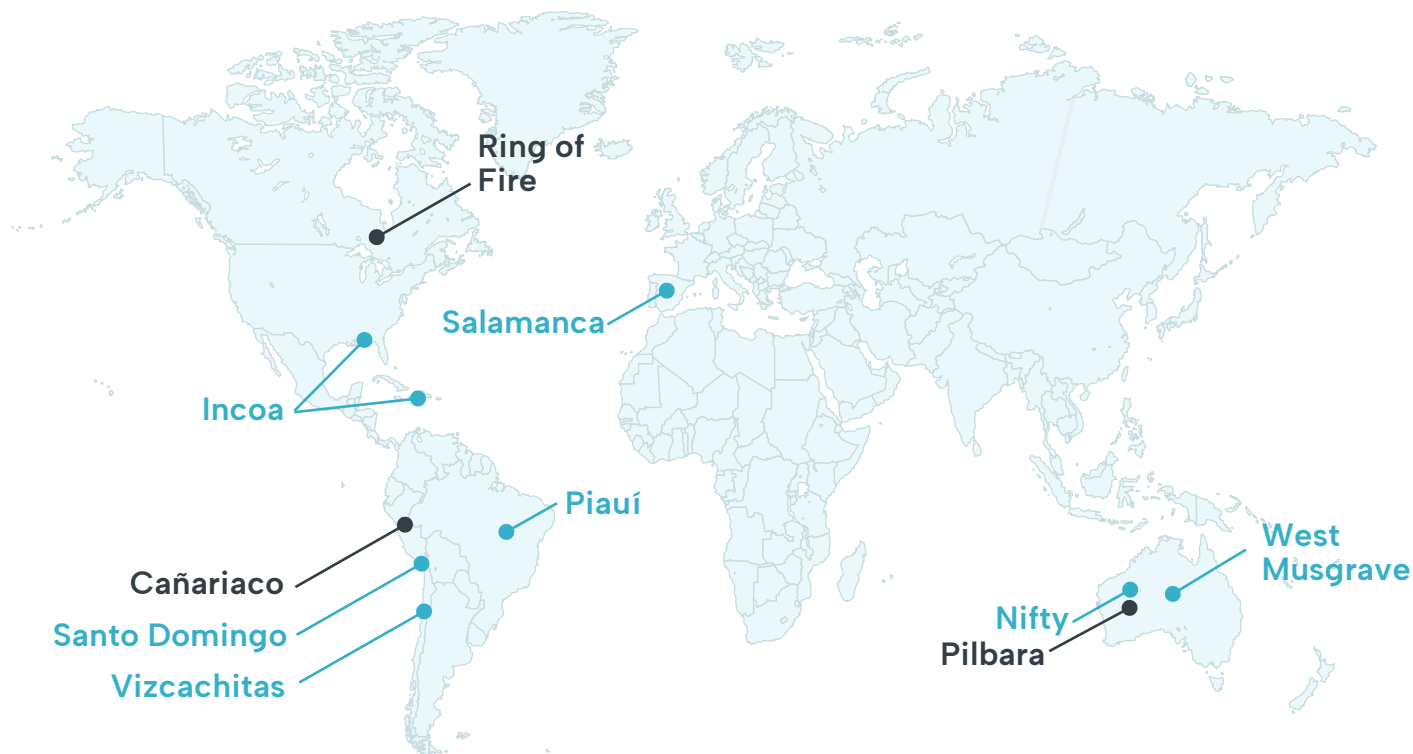 Ring of
Fire
Salamanca
Incoa
Piauí
Cañariaco
Santo Domingo
Vizcachitas
West
Musgrave
Nifty
Pilbara